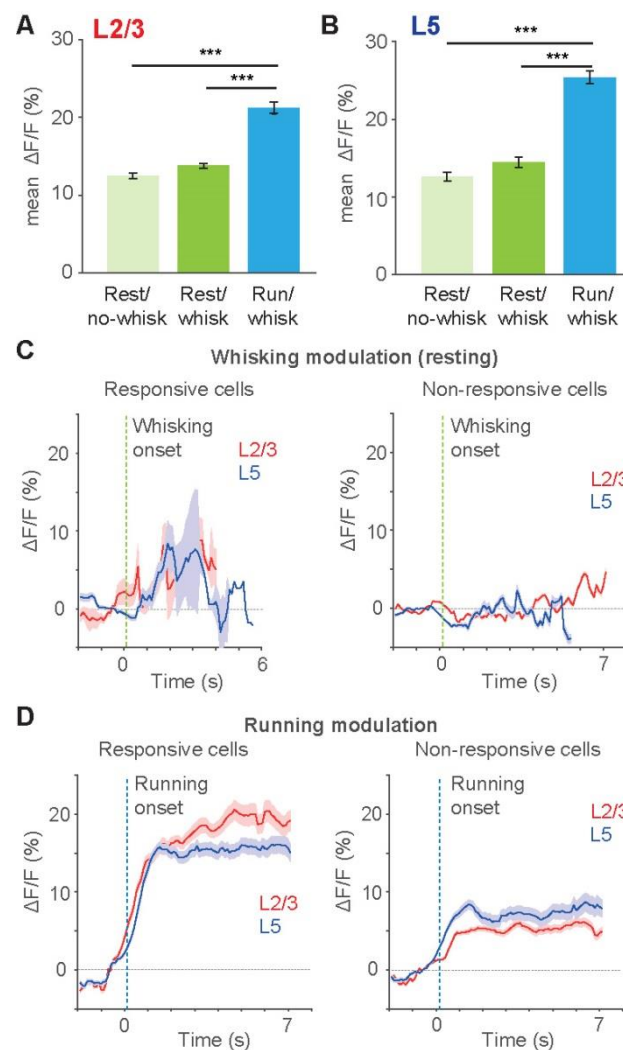 A L2/3
***
***
30
20
10
0
mean ΔF/F (%)
Rest/ no-whisk
Rest/ whisk
Run/ whisk
B L5
***
***
30
20
10
0
mean ΔF/F (%)
Rest/ no-whisk
Rest/ whisk
Run/ whisk
C Whisking modulation (resting)
Responsive cells
Whisking
onset
L2/3
L5
20
10
0
ΔF/F (%)
0 6
Time (s)
Non-responsive cells
Whisking
onset
L2/3
L5
20
10
0
ΔF/F (%)
0 7
Time (s)
D Running modulation
Responsive cells
Running
onset
L2/3
L5
20
10
0
ΔF/F (%)
0 7
Time (s)
Non-responsive cells
Running
onset
L2/3
L5
20
10
0
ΔF/F (%)
0 7
Time (s)